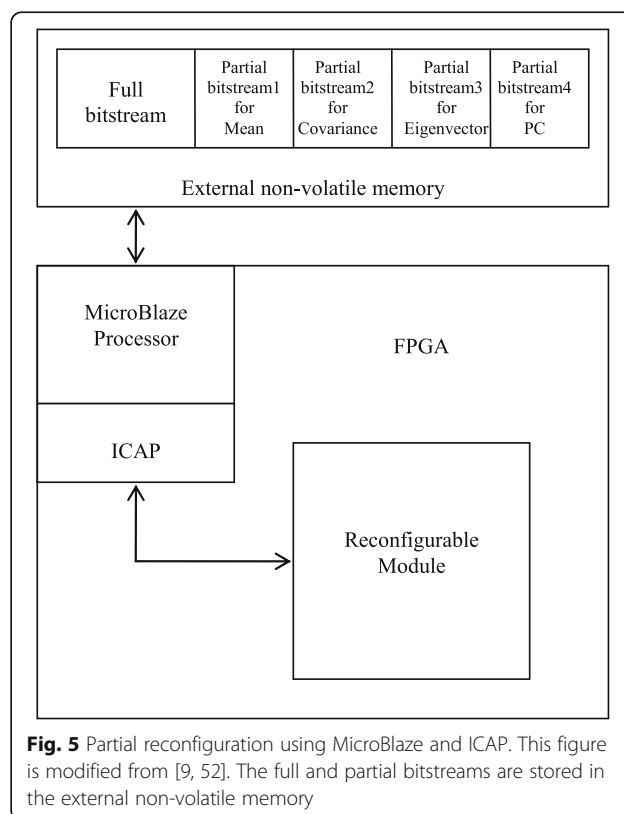 Full
bitstream
Partial
bitstream1
for
Mean
Partial
bitstream2
for
Covariance
Partial
bitstream3
for
Eigenvector
Partial
bitstream4
for
PC
External non-volatile memory
MicroBlaze
Processor
FPGA
ICAP
Reconfigurable
Module
Fig. 5 Partial reconfiguration using MicroBlaze and ICAP. This figure
is modified from [9, 52]. The full and partial bitstreams are stored in
the external non-volatile memory